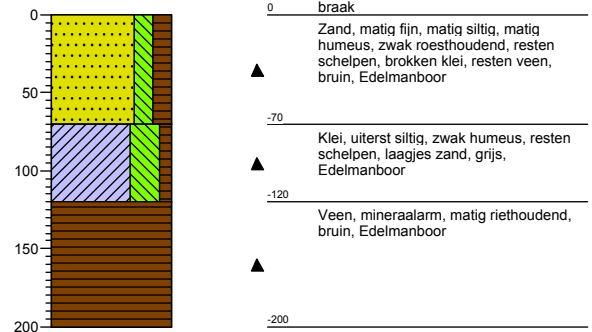 0
50
100
150
200
0 braak
Zand, matig fijn, matig siltig, matig
humeus, zwak roesthoudend, resten
schelpen, brokken klei, resten veen,
bruin, Edelmanboor
-70
Klei, uiterst siltig, zwak humeus, resten
schelpen, laagjes zand, grijs,
Edelmanboor
-120
Veen, mineraalarm, matig riethoudend,
bruin, Edelmanboor
-200